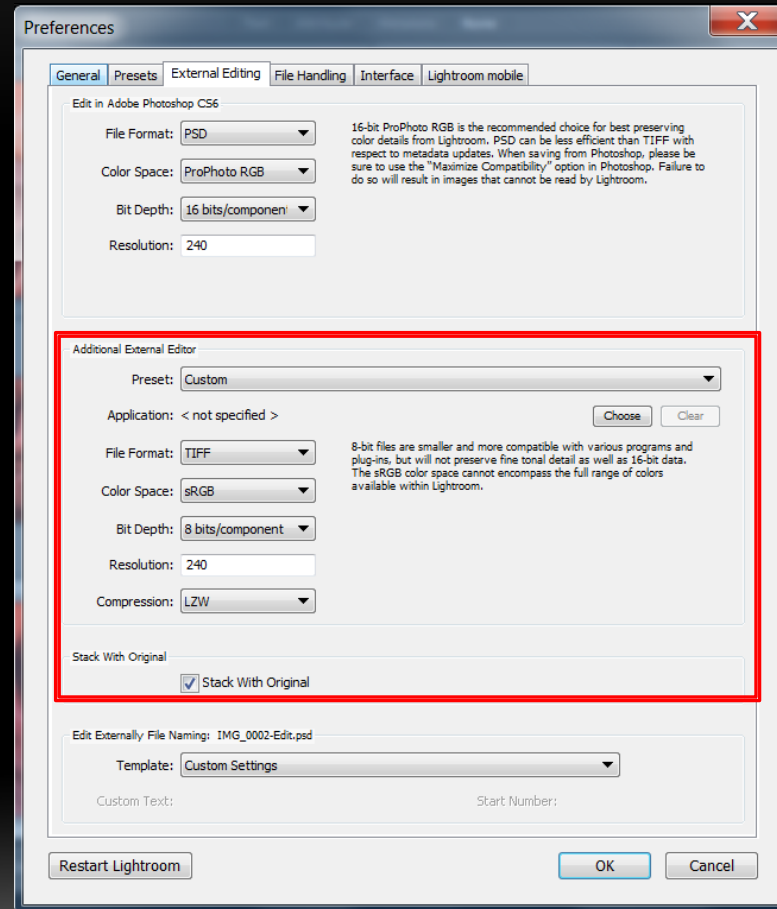 Preferences
General Presets External Editing File Handling Interface Lightroom mobile
Edit in Adobe Photoshop CS6
File Format: PSD
16-bit ProPhoto RGB is the recommended choice for best preserving
color details from Lightroom. PSD can be less efficient than TIFF with
respect to metadata updates. When saving from Photoshop, please be
sure to use the "Maximize Compatibility" option in Photoshop. Failure to
do so will result in images that cannot be read by Lightroom.
Color Space: ProPhoto RGB
Bit Depth: 16 bits/component
Resolution: 240
Additional External Editor
Preset: Custom
Application: < not specified > Choose Clear
File Format: TIFF
8-bit files are smaller and more compatible with various programs and
plug-ins, but will not preserve fine tonal detail as well as 16-bit data.
The sRGB color space cannot encompass the full range of colors
available within Lightroom.
Color Space: sRGB
Bit Depth: 8 bits/component
Resolution: 240
Compression: LZW
Stack With Original
Stack With Original
Edit Externally File Naming: IMG_0002-Edit.psd
Template: Custom Settings
Custom Text: Start Number:
Restart Lightroom OK Cancel